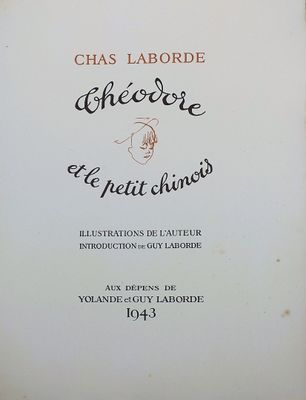 CHAS LABORDE
Théodore
et le petit chinois
ILLUSTRATIONS DE L'AUTEUR
INTRODUCTION DE GUY LABORDE
AUX DÉPENS DE
YOLANDE et GUY LABORDE
1943